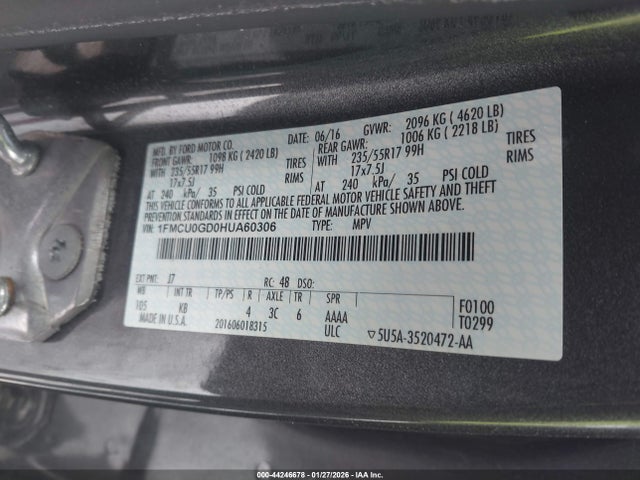 MFD. BY FORD MOTOR CO.
DATE: 06/16 GVWR: 2096 KG ( 4620 LB)
FRONT GAWR: 1098 KG ( 2420 LB)
REAR GAWR: 1006 KG ( 2218 LB)
WITH 235/55R17 99H TIRES
WITH 235/55R17 99H TIRES
17x7.5J RIMS
17x7.5J RIMS
AT 240 kPa/ 35 PSI COLD
AT 240 kPa/ 35 PSI COLD
THIS VEHICLE CONFORMS TO ALL APPLICABLE FEDERAL MOTOR VEHICLE SAFETY AND THEFT
PREVENTION STANDARDS IN EFFECT ON THE DATE OF MANUFACTURE SHOWN ABOVE.
VIN: 1FMCU0GD0HUA60306
TYPE: MPV
EXT PNT: J7 RC: 48 DSO:
WB INT TR TP/PS R AXLE TR SPR
105 KB 4 3C 6 AAAA
F0100
T0299
MADE IN U.S.A. 201606018315 ULC
5U5A-3520472-AA
000-44246678 | 01/27/2026 | IAA Inc.